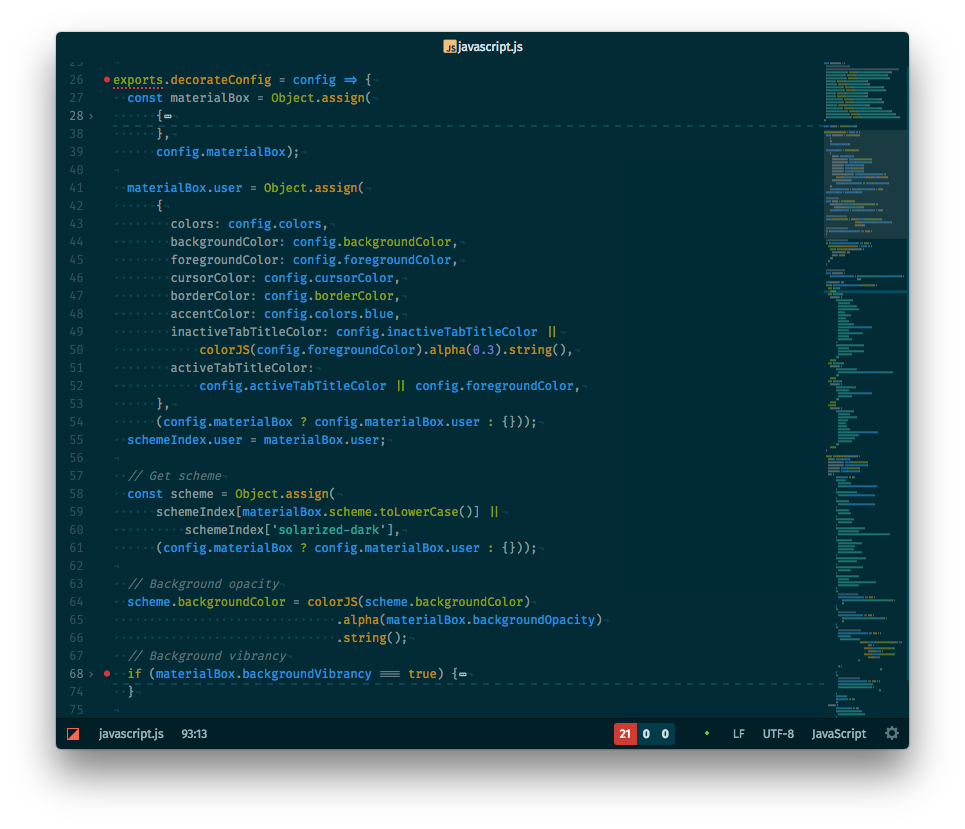 JS javascript.js
25
26 exports.decorateConfig = config => {
27 const materialBox = Object.assign(
28 {
38 },
39 config.materialBox);
40
41 materialBox.user = Object.assign(
42 {
43 colors: config.colors,
44 backgroundColor: config.backgroundColor,
45 foregroundColor: config.foregroundColor,
46 cursorColor: config.cursorColor,
47 borderColor: config.borderColor,
48 accentColor: config.colors.blue,
49 inactiveTabTitleColor: config.inactiveTabTitleColor ||
50 colorJS(config.foregroundColor).alpha(0.3).string(),
51 activeTabTitleColor:
52 config.activeTabTitleColor || config.foregroundColor,
53 },
54 (config.materialBox ? config.materialBox.user : {}));
55 schemeIndex.user = materialBox.user;
56
57 // Get scheme
58 const scheme = Object.assign(
59 schemeIndex[materialBox.scheme.toLowerCase()] ||
60 schemeIndex['solarized-dark'],
61 (config.materialBox ? config.materialBox.user : {}));
62
63 // Background opacity
64 scheme.backgroundColor = colorJS(scheme.backgroundColor)
65 .alpha(materialBox.backgroundOpacity)
66 .string();
67 // Background vibrancy
68 if (materialBox.backgroundVibrancy === true) {
74 }
75
javascript.js 93:13 21 0 0 LF UTF-8 JavaScript